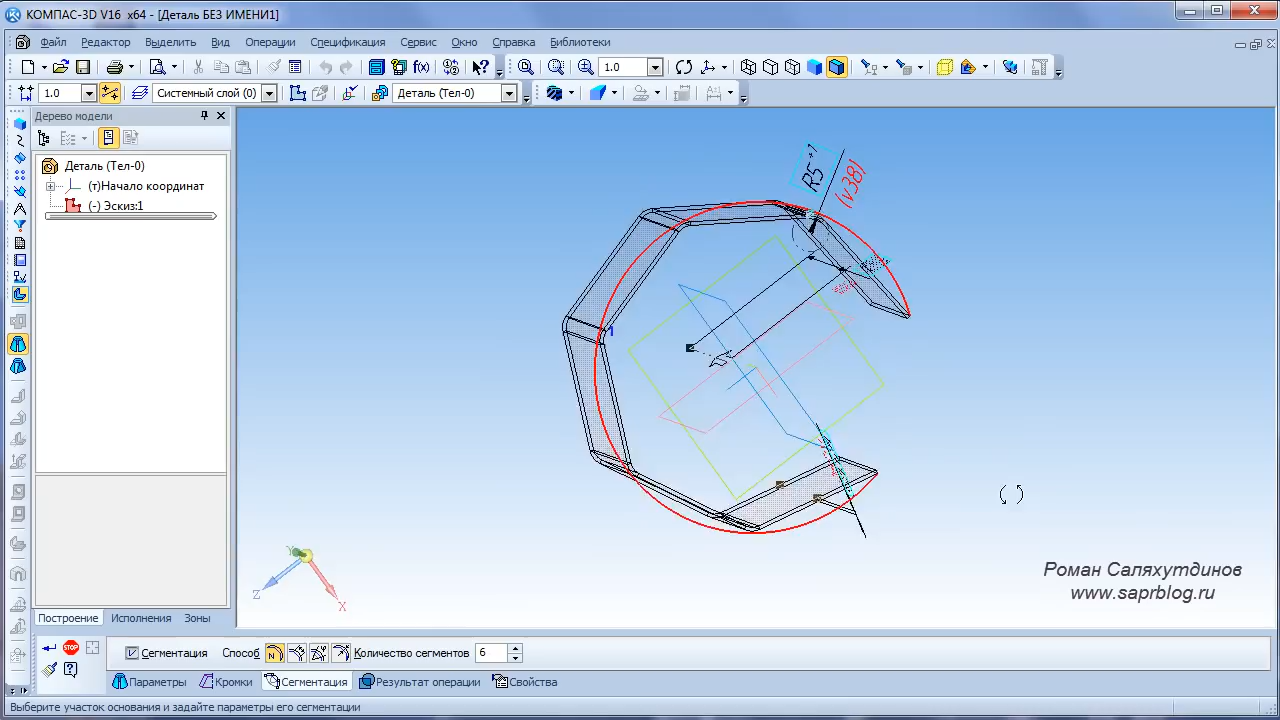 КОМПАС-3D V16 x64 - [Деталь БЕЗ ИМЕНИ1]
Файл Редактор Выделить Вид Операции Спецификация Сервис Окно Справка Библиотеки
f(x) 1.0
1.0 Системный слой (0) Деталь (Тел-0)
Дерево модели
Деталь (Тел-0)
(т)Начало координат
(-) Эскиз:1
R5
(v38)
1
Y
Z
X
Роман Саляхутдинов
www.saprblog.ru
Построение Исполнения Зоны
STOP Сегментация Способ N Количество сегментов 6
Параметры Кромки Сегментация Результат операции Свойства
Выберите участок основания и задайте параметры его сегментации